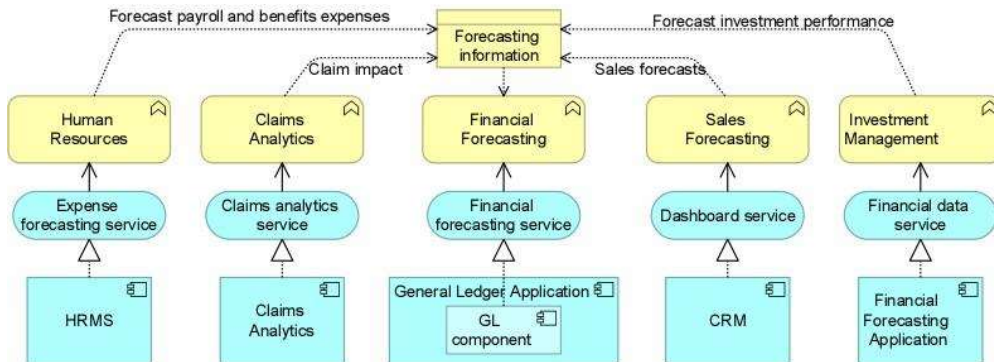 Forecast payroll and benefits expenses
Forecast investment performance
Forecasting
information
Claim impact
Sales forecasts
Human
Resources
Claims
Analytics
Financial
Forecasting
Sales
Forecasting
Investment
Management
Expense
forecasting service
Claims analytics
service
Financial
forecasting service
Dashboard service
Financial data
service
HRMS
Claims
Analytics
General Ledger Application
GL
component
CRM
Financial
Forecasting
Application